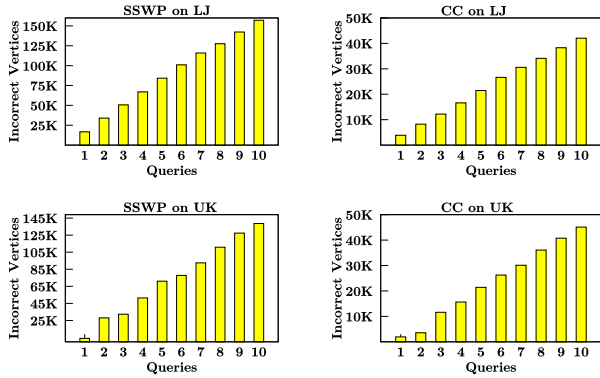 SSWP on LJ
Incorrect Vertices
150K
125K
100K
75K
50K
25K
1 2 3 4 5 6 7 8 9 10
Queries
CC on LJ
Incorrect Vertices
50K
40K
30K
20K
10K
1 2 3 4 5 6 7 8 9 10
Queries
SSWP on UK
Incorrect Vertices
145K
125K
105K
85K
65K
45K
25K
1 2 3 4 5 6 7 8 9 10
Queries
CC on UK
Incorrect Vertices
50K
40K
30K
20K
10K
1 2 3 4 5 6 7 8 9 10
Queries